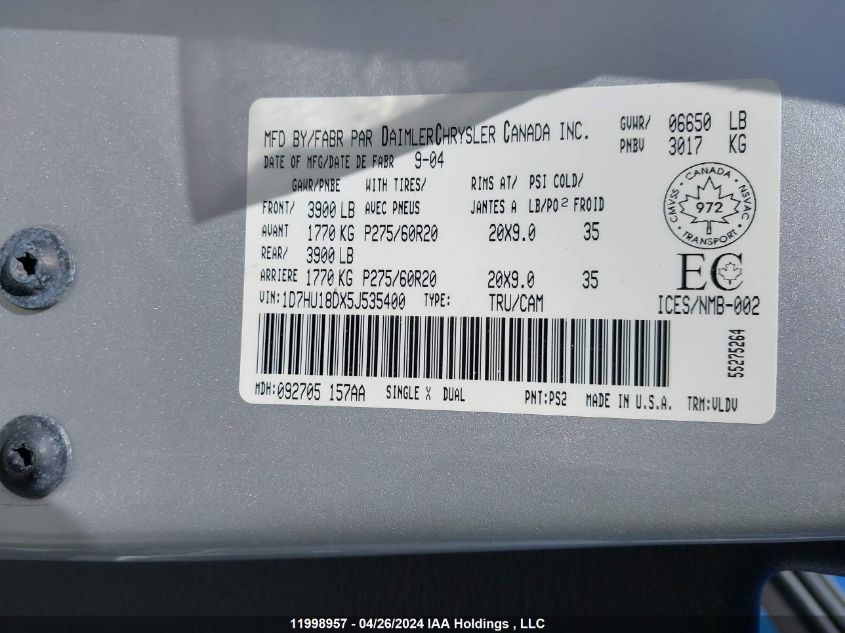 MFD BY/FABR PAR DAIMLERCHRYSLER CANADA INC. GVWR/ 06650 LB
DATE OF MFG/DATE DE FABR 9-04 PNBV 3017 KG
GAWR/PNBE WITH TIRES/ RIMS AT/ PSI COLD/
FRONT/ 3900 LB AVEC PNEUS JANTES A LB/PO² FROID
AVANT 1770 KG P275/60R20 20X9.0 35
REAR/ 3900 LB
ARRIERE 1770 KG P275/60R20 20X9.0 35
VIN:1D7HU18DX5J535400 TYPE: TRU/CAM
CANADA
CMVSS NSVAC
972
TRANSPORT
EC
ICES/NMB-002
55275264
MDH:092705 157AA SINGLE X DUAL PNT:PS2 MADE IN U.S.A. TRM:VLDV
11998957 - 04/26/2024 IAA Holdings , LLC